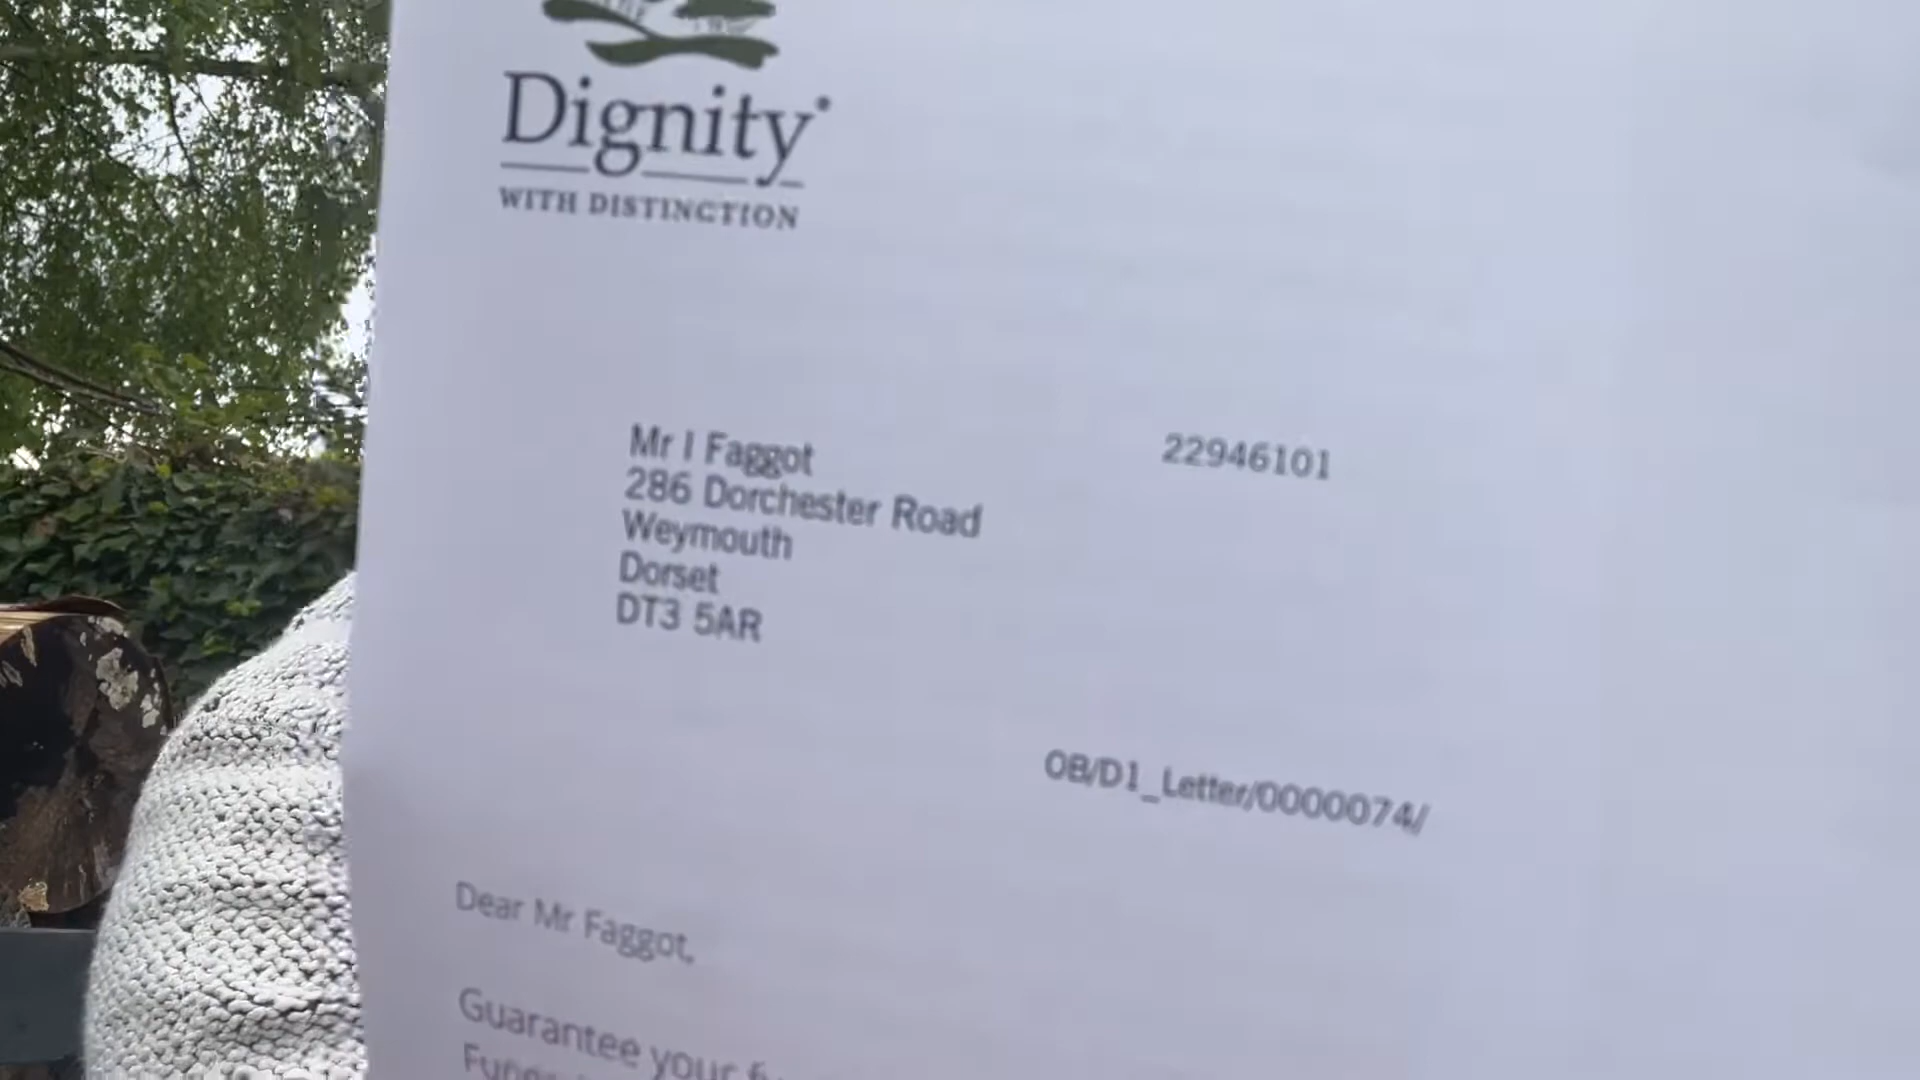 Dignity
WITH DISTINCTION
Mr I Faggot
22946101
286 Dorchester Road
Weymouth
Dorset
DT3 5AR
OB/D1_Letter/0000074/
Dear Mr Faggot,
Guarantee your